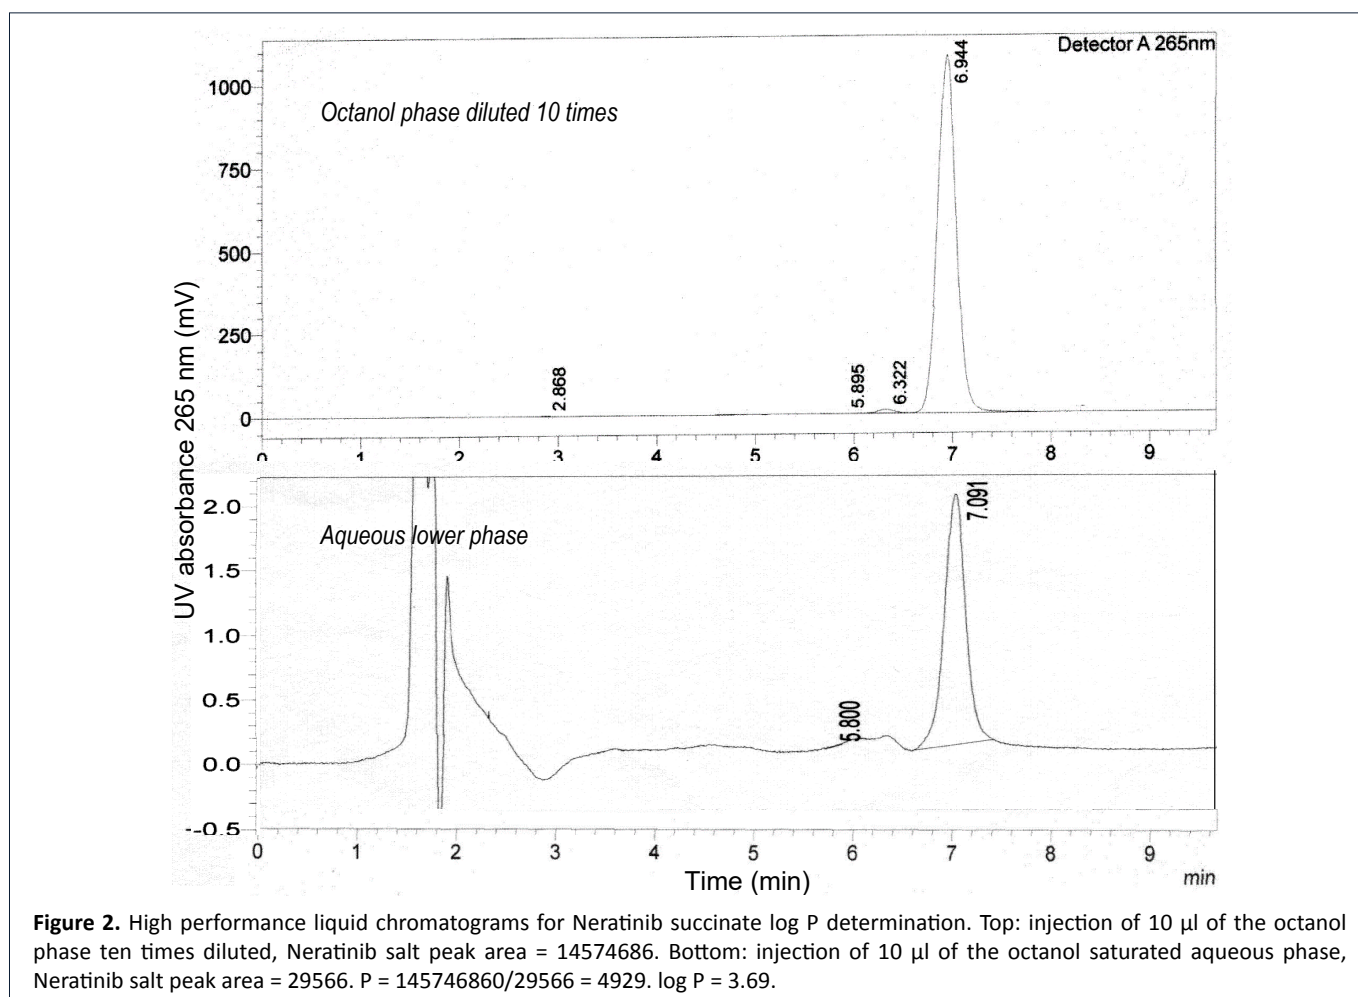 Detector A 265nm
6.944
1000
Octanol phase diluted 10 times
750
500
250
2.868
5.895
6.322
0
0 1 2 3 4 5 6 7 8 9
UV absorbance 265 nm (mV)
7.091
2.0
Aqueous lower phase
1.5
1.0
0.5
5.800
0.0
--0.5
0 1 2 3 4 5 6 7 8 9
Time (min)
min
Figure 2. High performance liquid chromatograms for Neratinib succinate log P determination. Top: injection of 10 µl of the octanol
phase ten times diluted, Neratinib salt peak area = 14574686. Bottom: injection of 10 µl of the octanol saturated aqueous phase,
Neratinib salt peak area = 29566. P = 145746860/29566 = 4929. log P = 3.69.